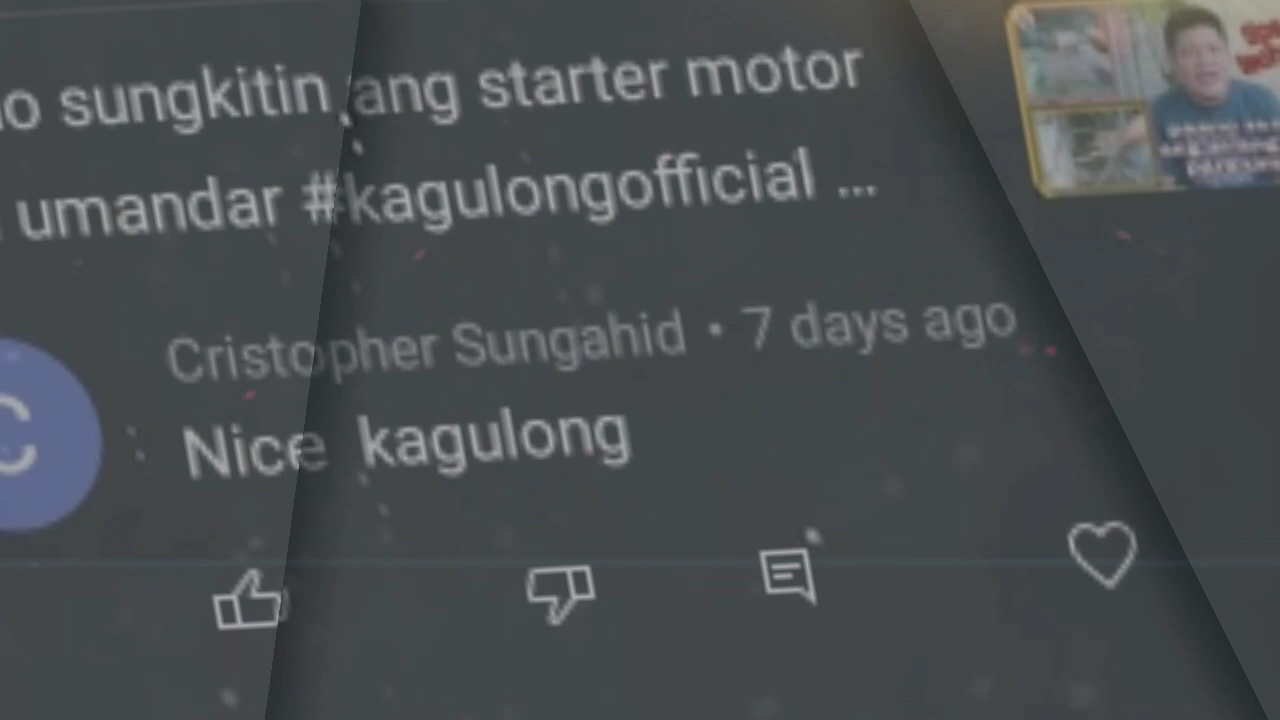 sungkitin ang starter motor
umandar #kagulongofficial ...
C
Cristopher Sungahid • 7 days ago
Nice kagulong